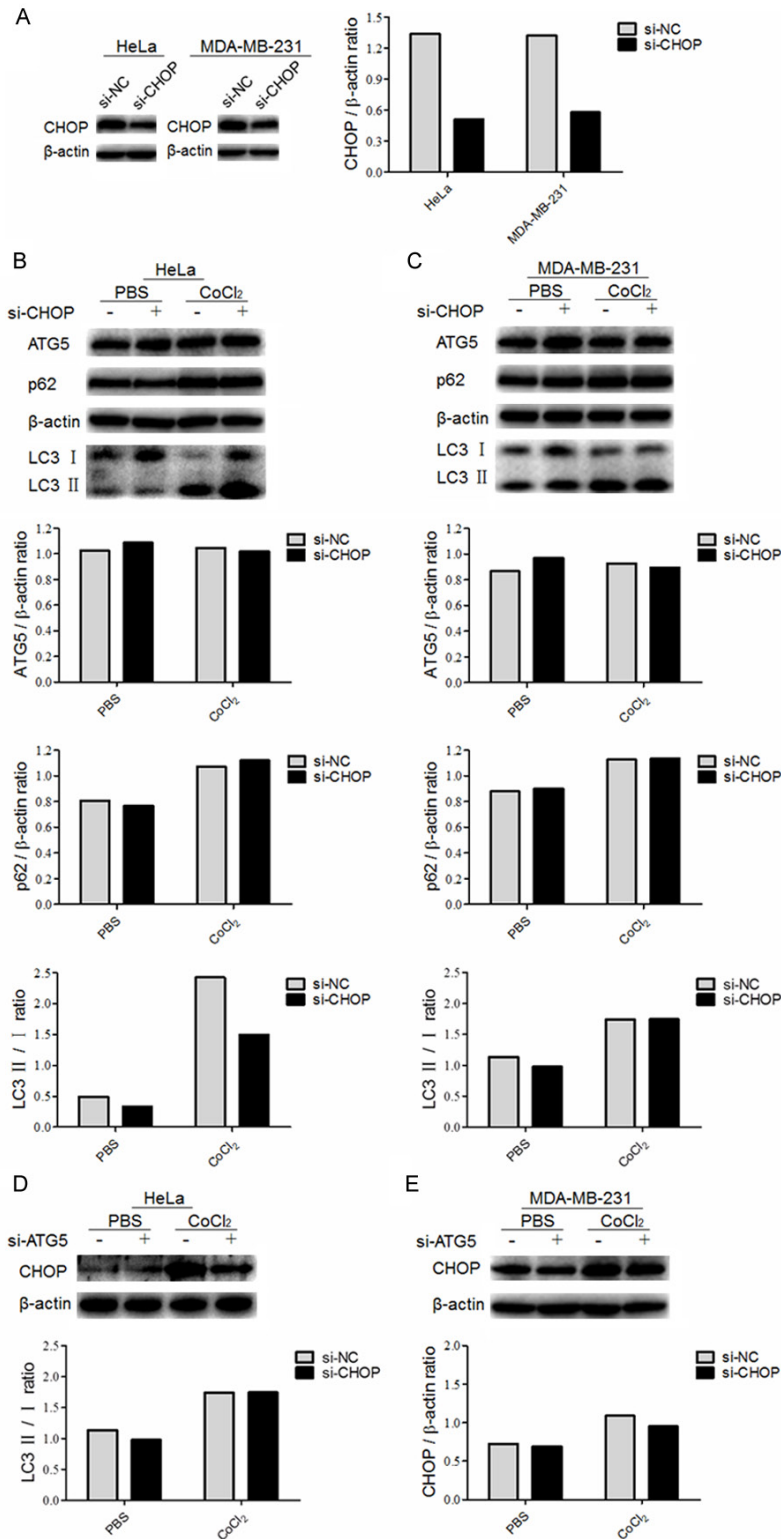 A
HeLa
MDA-MB-231
si-NC
si-CHOP
si-NC
si-CHOP
CHOP
β-actin
CHOP
β-actin
CHOP / β-actin ratio
1.5
1.2
0.9
0.6
0.3
0.0
HeLa
MDA-MB-231
si-NC
si-CHOP
B
HeLa
PBS
CoCl₂
si-CHOP - + - +
ATG5
p62
β-actin
LC3 Ⅰ
LC3 Ⅱ
C
MDA-MB-231
PBS
CoCl₂
si-CHOP - + - +
ATG5
p62
β-actin
LC3 Ⅰ
LC3 Ⅱ
ATG5 / β-actin ratio
1.2
1.0
0.8
0.6
0.4
0.2
0.0
PBS
CoCl₂
si-NC
si-CHOP
ATG5 / β-actin ratio
1.2
1.0
0.8
0.6
0.4
0.2
0.0
PBS
CoCl₂
si-NC
si-CHOP
p62 / β-actin ratio
1.2
1.0
0.8
0.6
0.4
0.2
0.0
PBS
CoCl₂
si-NC
si-CHOP
p62 / β-actin ratio
1.2
1.0
0.8
0.6
0.4
0.2
0.0
PBS
CoCl₂
si-NC
si-CHOP
LC3 Ⅱ / Ⅰ ratio
2.5
2.0
1.5
1.0
0.5
0.0
PBS
CoCl₂
si-NC
si-CHOP
LC3 Ⅱ / Ⅰ ratio
2.5
2.0
1.5
1.0
0.5
0.0
PBS
CoCl₂
si-NC
si-CHOP
D
HeLa
PBS
CoCl₂
si-ATG5 - + - +
CHOP
β-actin
LC3 Ⅱ / Ⅰ ratio
2.5
2.0
1.5
1.0
0.5
0.0
PBS
CoCl₂
si-NC
si-CHOP
E
MDA-MB-231
PBS
CoCl₂
si-ATG5 - + - +
CHOP
β-actin
CHOP / β-actin ratio
2.0
1.5
1.0
0.5
0.0
PBS
CoCl₂
si-NC
si-CHOP